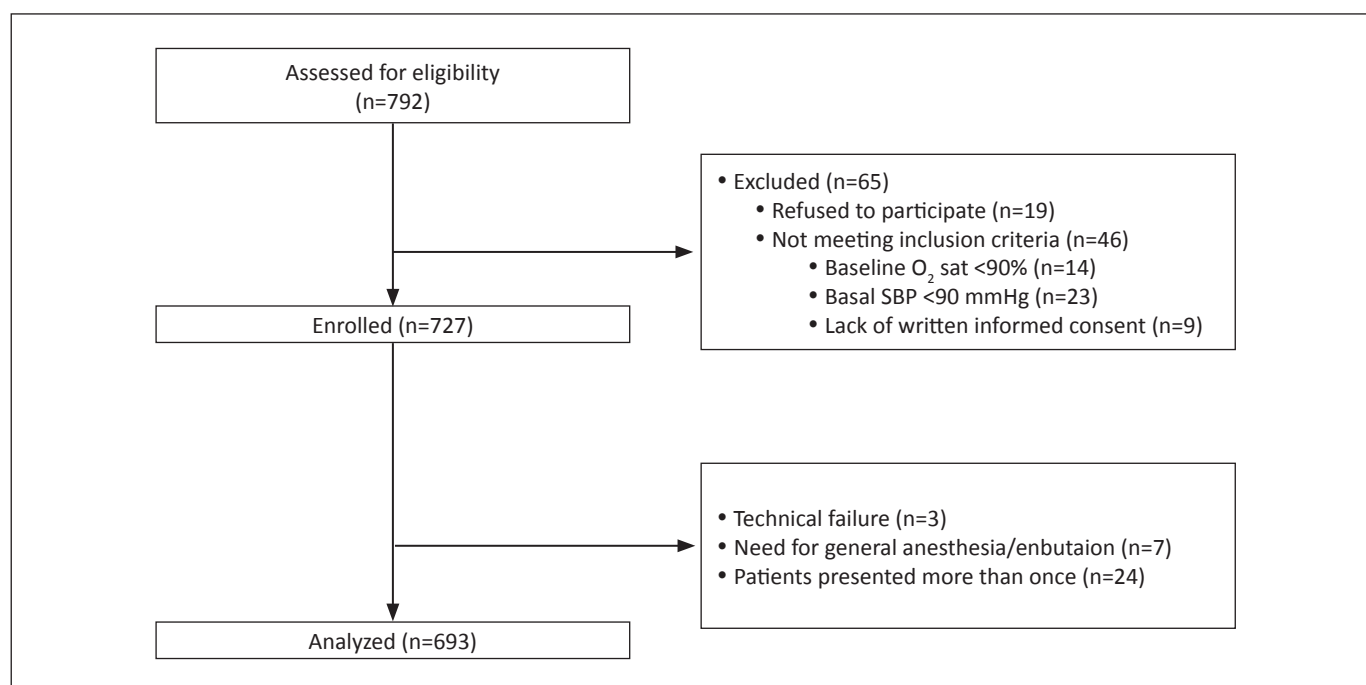 Assessed for eligibility
(n=792)
• Excluded (n=65)
• Refused to participate (n=19)
• Not meeting inclusion criteria (n=46)
• Baseline O₂ sat <90% (n=14)
• Basal SBP <90 mmHg (n=23)
• Lack of written informed consent (n=9)
Enrolled (n=727)
• Technical failure (n=3)
• Need for general anesthesia/enbutaion (n=7)
• Patients presented more than once (n=24)
Analyzed (n=693)